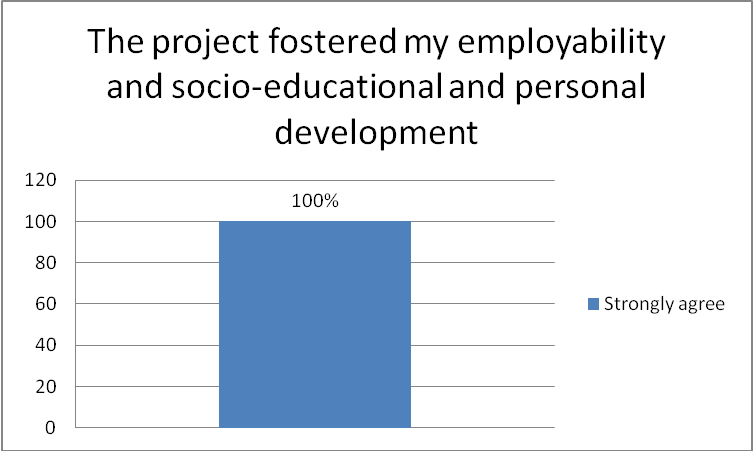 The project fostered my employability
and socio-educational and personal
development
120
100%
100
80
60
Strongly agree
40
20
0